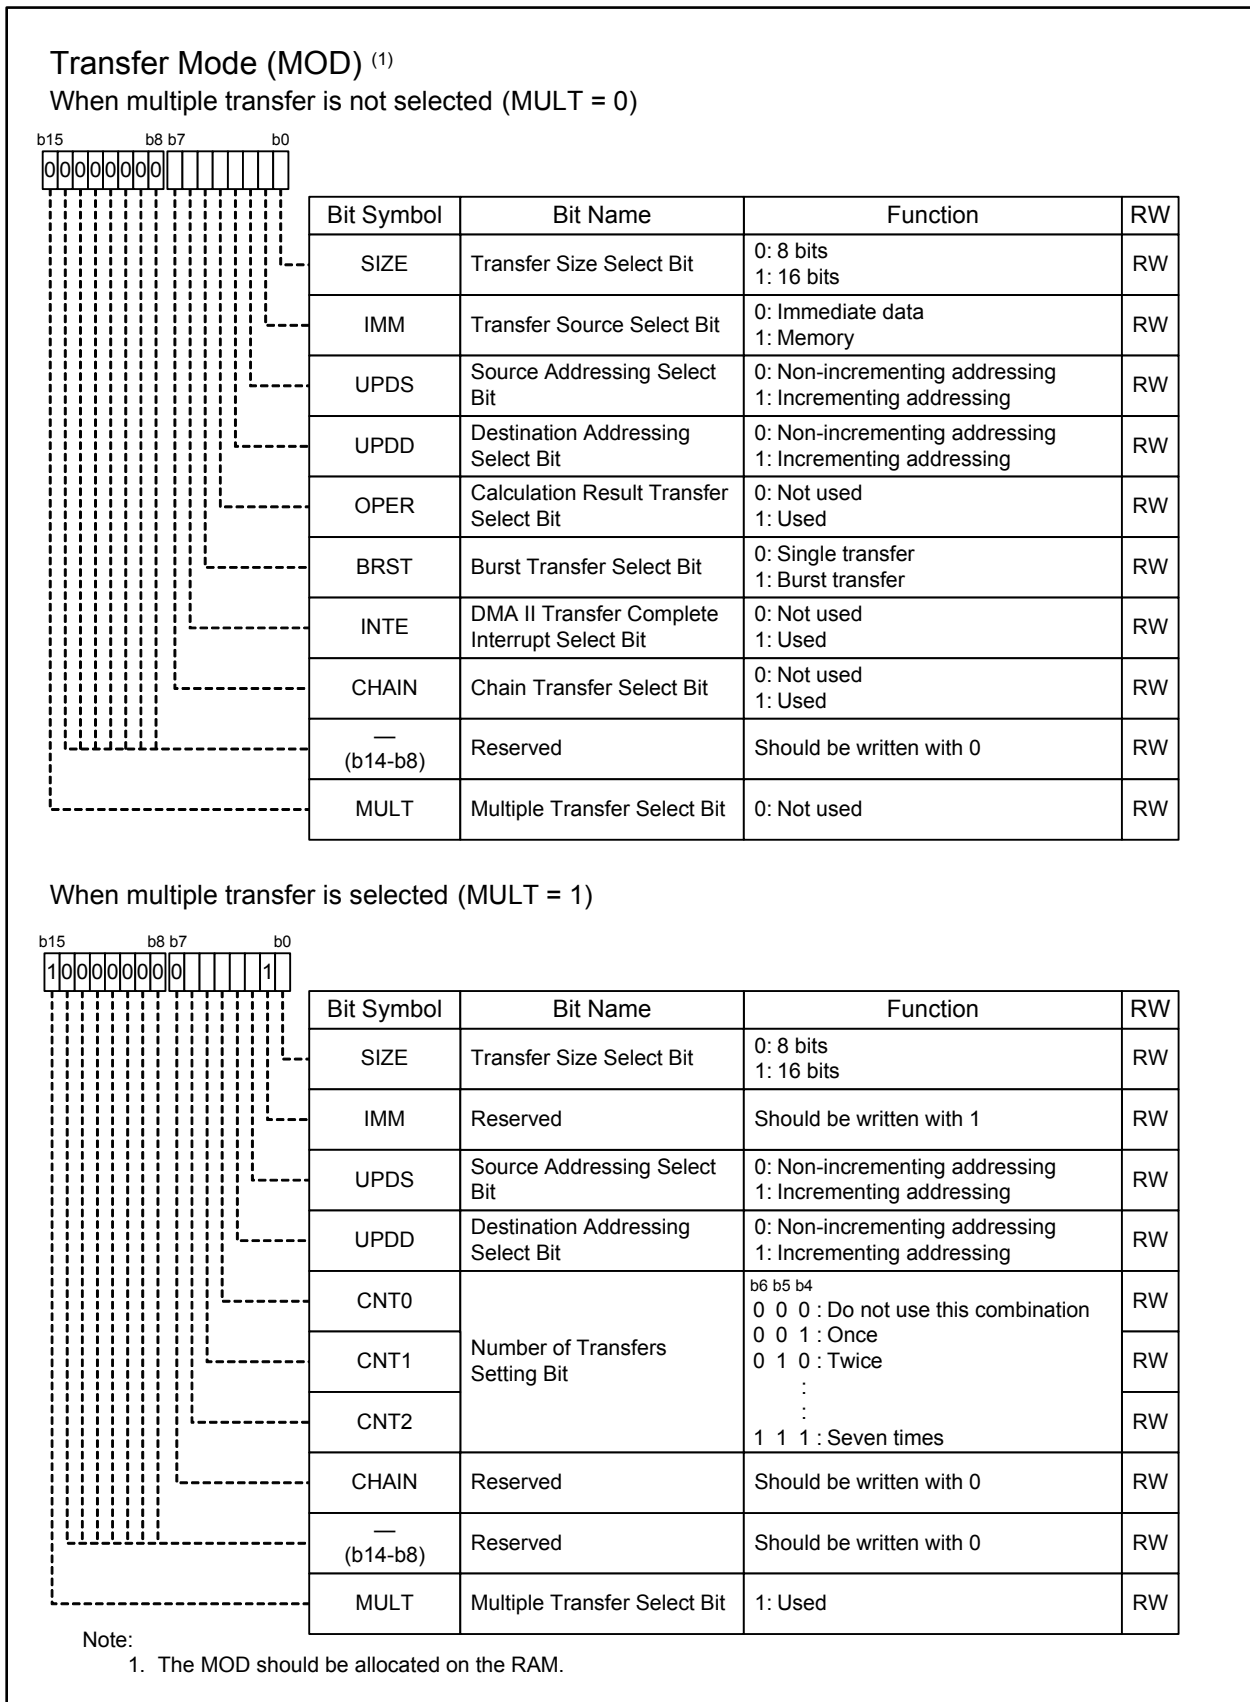 Transfer Mode (MOD) (1)
When multiple transfer is not selected (MULT = 0)
b15 b8 b7 b0
0 0 0 0 0 0 0 0
Bit Symbol Bit Name Function RW
SIZE Transfer Size Select Bit 0: 8 bits RW
1: 16 bits
IMM Transfer Source Select Bit 0: Immediate data RW
1: Memory
UPDS Source Addressing Select 0: Non-incrementing addressing RW
Bit 1: Incrementing addressing
UPDD Destination Addressing 0: Non-incrementing addressing RW
Select Bit 1: Incrementing addressing
OPER Calculation Result Transfer 0: Not used RW
Select Bit 1: Used
BRST Burst Transfer Select Bit 0: Single transfer RW
1: Burst transfer
INTE DMA II Transfer Complete 0: Not used RW
Interrupt Select Bit 1: Used
CHAIN Chain Transfer Select Bit 0: Not used RW
1: Used
— Reserved Should be written with 0 RW
(b14-b8)
MULT Multiple Transfer Select Bit 0: Not used RW
When multiple transfer is selected (MULT = 1)
b15 b8 b7 b0
1 0 0 0 0 0 0 0 0 1
Bit Symbol Bit Name Function RW
SIZE Transfer Size Select Bit 0: 8 bits RW
1: 16 bits
IMM Reserved Should be written with 1 RW
UPDS Source Addressing Select 0: Non-incrementing addressing RW
Bit 1: Incrementing addressing
UPDD Destination Addressing 0: Non-incrementing addressing RW
Select Bit 1: Incrementing addressing
b6 b5 b4
CNT0 0 0 0 : Do not use this combination RW
0 0 1 : Once
CNT1 Number of Transfers 0 1 0 : Twice RW
Setting Bit :
CNT2 : RW
1 1 1 : Seven times
CHAIN Reserved Should be written with 0 RW
— Reserved Should be written with 0 RW
(b14-b8)
MULT Multiple Transfer Select Bit 1: Used RW
Note:
1. The MOD should be allocated on the RAM.